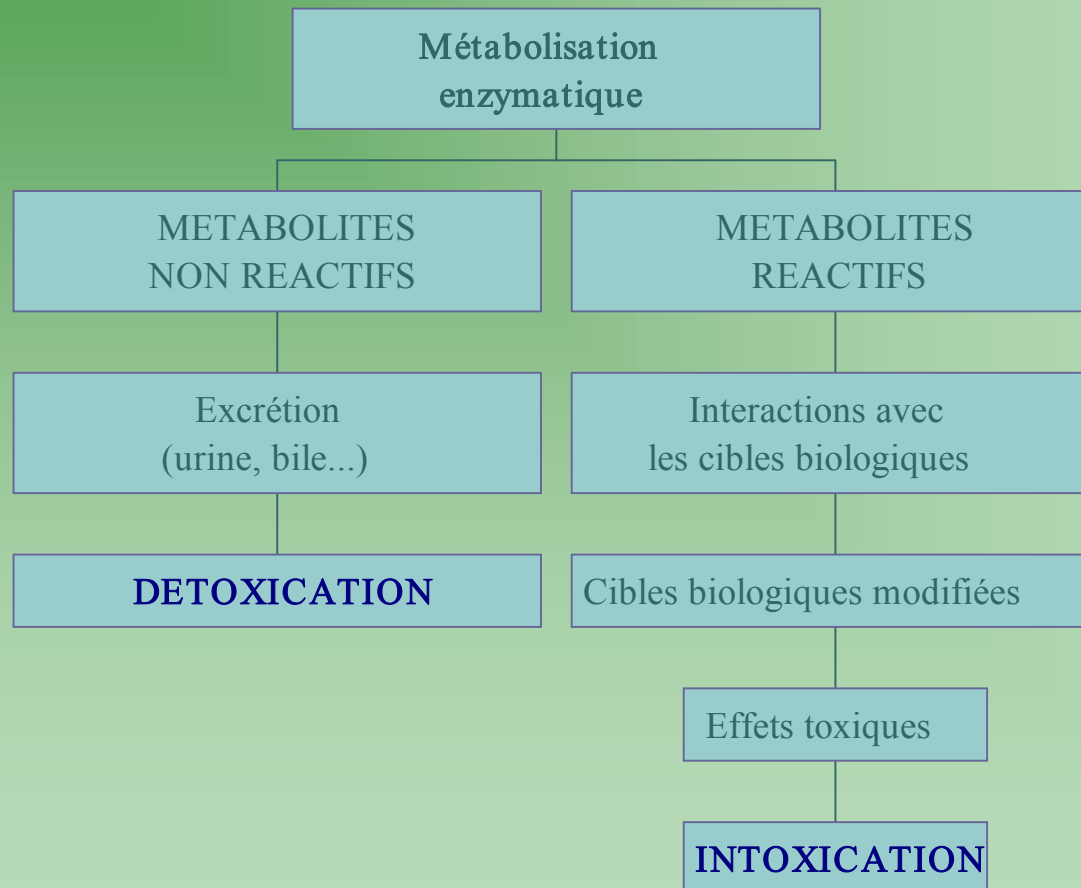 Métabolisation
enzymatique
METABOLITES
NON REACTIFS
METABOLITES
REACTIFS
Excrétion
(urine, bile...)
Interactions avec
les cibles biologiques
DETOXICATION
Cibles biologiques modifiées
Effets toxiques
INTOXICATION